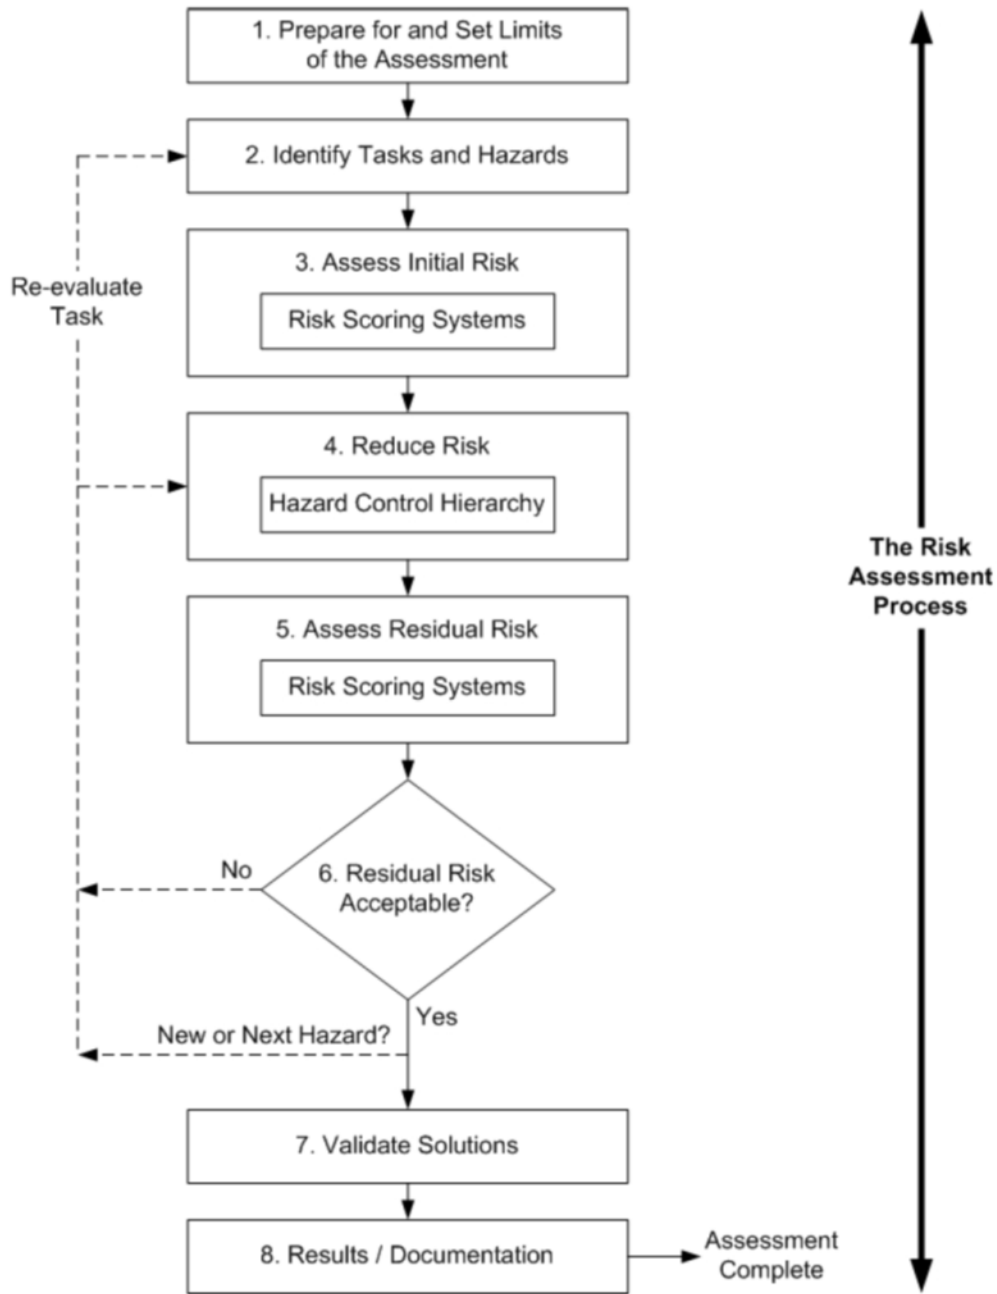 1. Prepare for and Set Limits
of the Assessment
2. Identify Tasks and Hazards
3. Assess Initial Risk
Re-evaluate
Task
Risk Scoring Systems
4. Reduce Risk
Hazard Control Hierarchy
The Risk
Assessment
Process
5. Assess Residual Risk
Risk Scoring Systems
No
6. Residual Risk
Acceptable?
Yes
New or Next Hazard?
7. Validate Solutions
8. Results / Documentation
Assessment
Complete